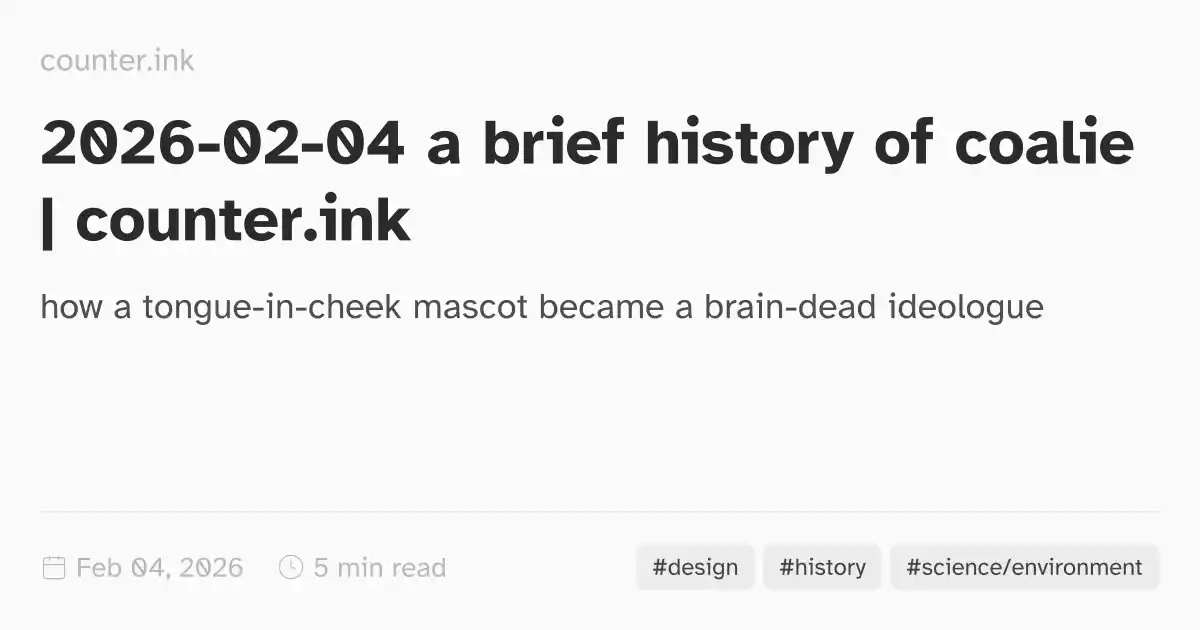 counter.ink
2026-02-04 a brief history of coalie
| counter.ink
how a tongue-in-cheek mascot became a brain-dead ideologue
Feb 04, 2026
5 min read
#design
#history
#science/environment